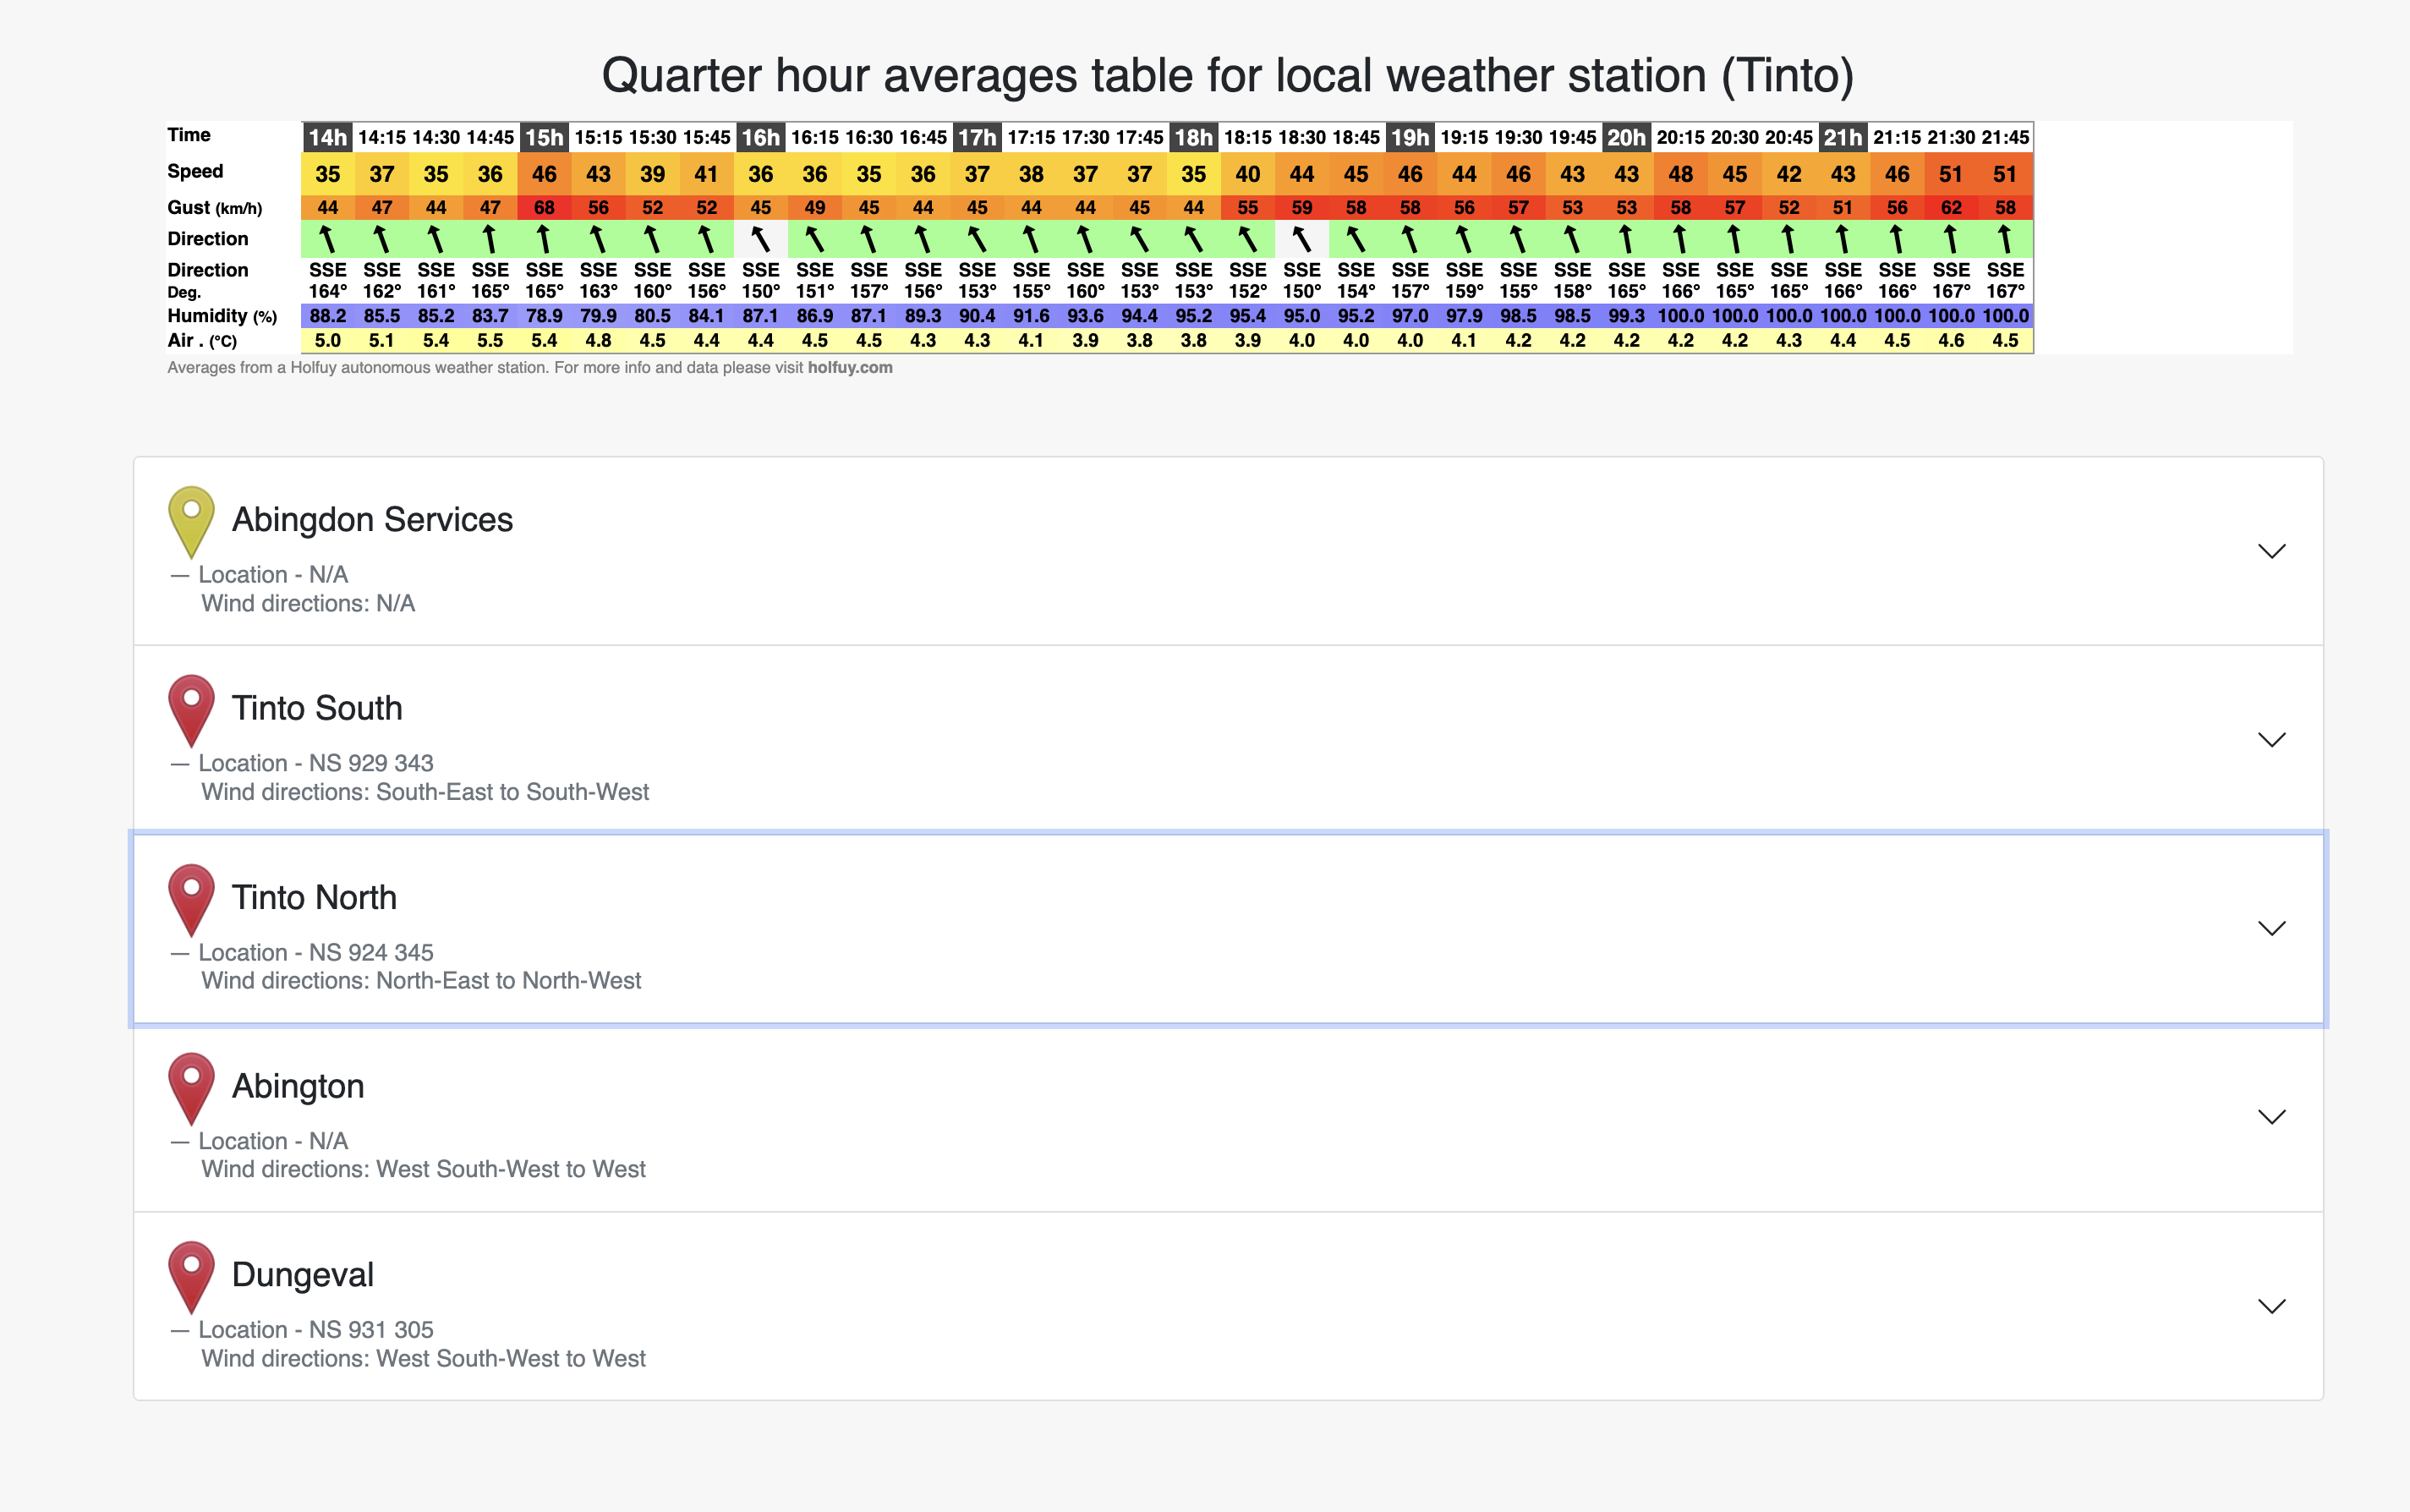 Quarter hour averages table for local weather station (Tinto)
Time 14h 14:15 14:30 14:45 15h 15:15 15:30 15:45 16h 16:15 16:30 16:45 17h 17:15 17:30 17:45 18h 18:15 18:30 18:45 19h 19:15 19:30 19:45 20h 20:15 20:30 20:45 21h 21:15 21:30 21:45
Speed 35 37 35 36 46 43 39 41 36 36 35 36 37 38 37 37 35 40 44 45 46 44 46 43 43 48 45 42 43 46 51 51
Gust (km/h) 44 47 44 47 68 56 52 52 45 49 45 44 45 44 44 45 44 55 59 58 58 56 57 53 53 58 57 52 51 56 62 58
Direction
Direction SSE SSE SSE SSE SSE SSE SSE SSE SSE SSE SSE SSE SSE SSE SSE SSE SSE SSE SSE SSE SSE SSE SSE SSE SSE SSE SSE SSE SSE SSE SSE SSE
Deg. 164° 162° 161° 165° 165° 163° 160° 156° 150° 151° 157° 156° 153° 155° 160° 153° 153° 152° 150° 154° 157° 159° 155° 158° 165° 166° 165° 165° 166° 166° 167° 167°
Humidity (%) 88.2 85.5 85.2 83.7 78.9 79.9 80.5 84.1 87.1 86.9 87.1 89.3 90.4 91.6 93.6 94.4 95.2 95.4 95.0 95.2 97.0 97.9 98.5 98.5 99.3 100.0 100.0 100.0 100.0 100.0 100.0 100.0
Air . (°C) 5.0 5.1 5.4 5.5 5.4 4.8 4.5 4.4 4.4 4.5 4.5 4.3 4.3 4.1 3.9 3.8 3.8 3.9 4.0 4.0 4.0 4.1 4.2 4.2 4.2 4.2 4.2 4.3 4.4 4.5 4.6 4.5
Averages from a Holfuy autonomous weather station. For more info and data please visit holfuy.com
Abingdon Services
— Location - N/A
Wind directions: N/A
Tinto South
— Location - NS 929 343
Wind directions: South-East to South-West
Tinto North
— Location - NS 924 345
Wind directions: North-East to North-West
Abington
— Location - N/A
Wind directions: West South-West to West
Dungeval
— Location - NS 931 305
Wind directions: West South-West to West